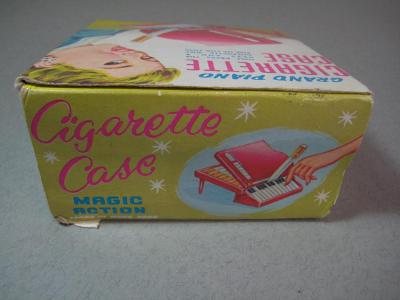 GRAND PIANO
CIGARETTE
CASE
Cigarette
Case
MAGIC
ACTION